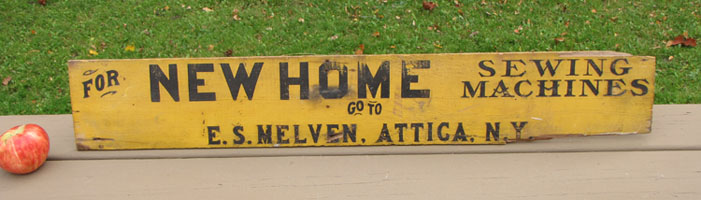 FOR NEW HOME SEWING MACHINES
GO TO
E. S. MELVEN, ATTICA, N.Y.